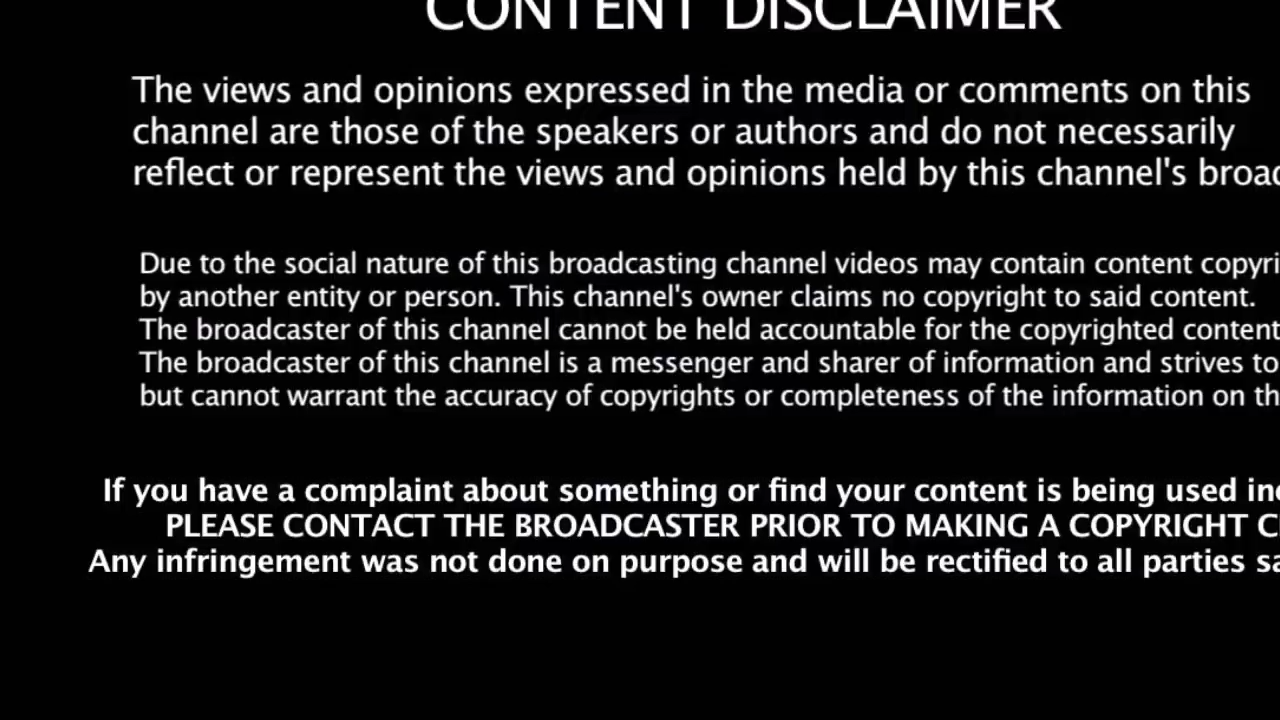 CONTENT DISCLAIMER
The views and opinions expressed in the media or comments on this
channel are those of the speakers or authors and do not necessarily
reflect or represent the views and opinions held by this channel's
Due to the social nature of this broadcasting channel videos may contain content
by another entity or person. This channel's owner claims no copyright to said content.
The broadcaster of this channel cannot be held accountable for the copyrighted content
The broadcaster of this channel is a messenger and sharer of information and strives to
but cannot warrant the accuracy of copyrights or completeness of the information on
If you have a complaint about something or find your content is being used
PLEASE CONTACT THE BROADCASTER PRIOR TO MAKING A COPYRIGHT
Any infringement was not done on purpose and will be rectified to all parties